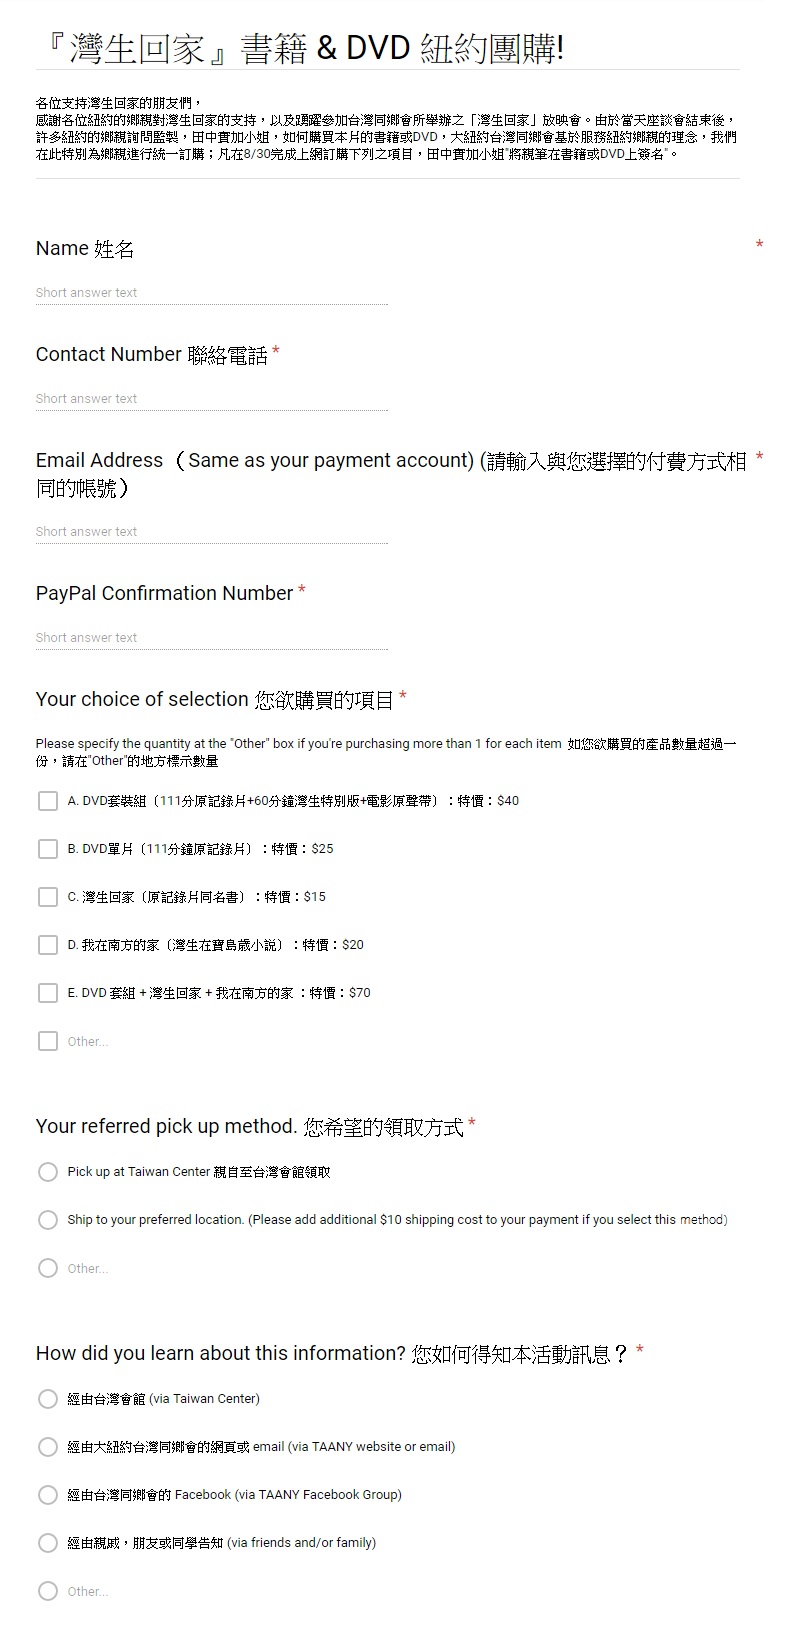 『灣生回家』書籍 & DVD 紐約團購!
各位支持灣生回家的朋友們，
感謝各位紐約的鄉親對灣生回家的支持，以及踴躍參加台灣同鄉會所舉辦之「灣生回家」放映會。由於當天座談會結束後，
許多紐約的鄉親詢問監製，田中實加小姐，如何購買本片的書籍或DVD，大紐約台灣同鄉會基於服務紐約鄉親的理念，我們
在此特別為鄉親進行統一訂購；凡在8/30完成上網訂購下列之項目，田中實加小姐"將親筆在書籍或DVD上簽名"。
Name 姓名 *
Short answer text
Contact Number 聯絡電話 *
Short answer text
Email Address （Same as your payment account) (請輸入與您選擇的付費方式相 *
同的帳號）
Short answer text
PayPal Confirmation Number *
Short answer text
Your choice of selection 您欲購買的項目 *
Please specify the quantity at the "Other" box if you're purchasing more than 1 for each item 如您欲購買的產品數量超過一
份，請在"Other"的地方標示數量
A. DVD套裝組（111分原記錄片+60分鐘灣生特別版+電影原聲帶）：特價：$40
B. DVD單片（111分鐘原記錄片）：特價：$25
C. 灣生回家（原記錄片同名書）：特價：$15
D. 我在南方的家（灣生在寶島歲小說）：特價：$20
E. DVD 套組 + 灣生回家 + 我在南方的家 ：特價：$70
Other...
Your referred pick up method. 您希望的領取方式 *
Pick up at Taiwan Center 親自至台灣會館領取
Ship to your preferred location. (Please add additional $10 shipping cost to your payment if you select this method)
Other...
How did you learn about this information? 您如何得知本活動訊息？ *
經由台灣會館 (via Taiwan Center)
經由大紐約台灣同鄉會的網頁或 email (via TAANY website or email)
經由台灣同鄉會的 Facebook (via TAANY Facebook Group)
經由親戚，朋友或同學告知 (via friends and/or family)
Other...